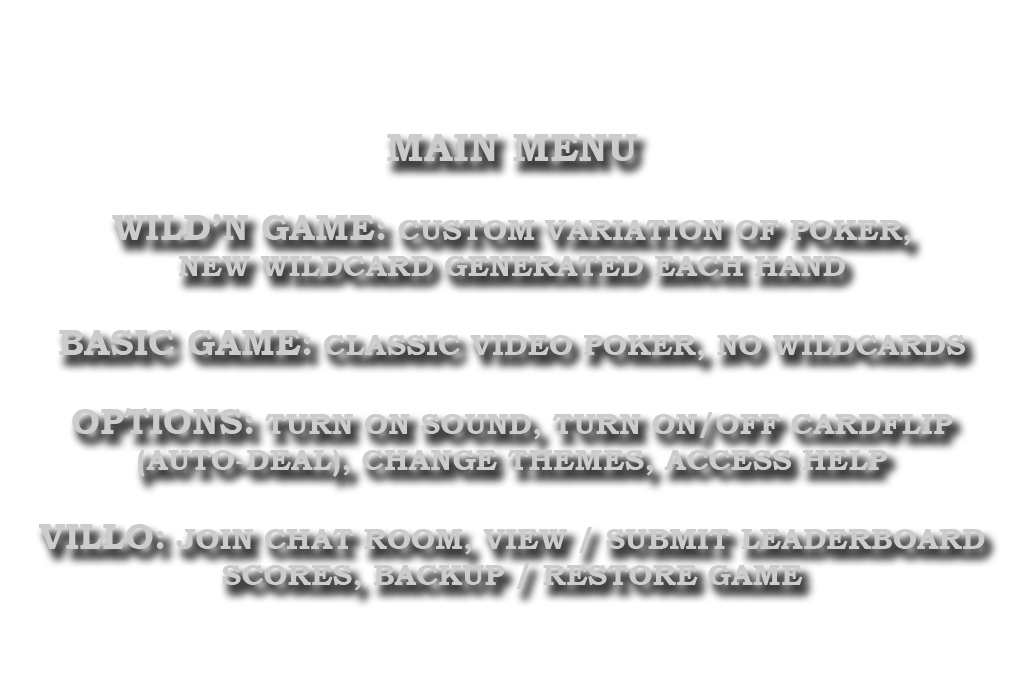 MAIN MENU
WILD'N GAME: CUSTOM VARIATION OF POKER,
NEW WILDCARD GENERATED EACH HAND
BASIC GAME: CLASSIC VIDEO POKER, NO WILDCARDS
OPTIONS: TURN ON SOUND, TURN ON/OFF CARDFLIP
(AUTO-DEAL), CHANGE THEMES, ACCESS HELP
VILLO: JOIN CHAT ROOM, VIEW / SUBMIT LEADERBOARD
SCORES, BACKUP / RESTORE GAME